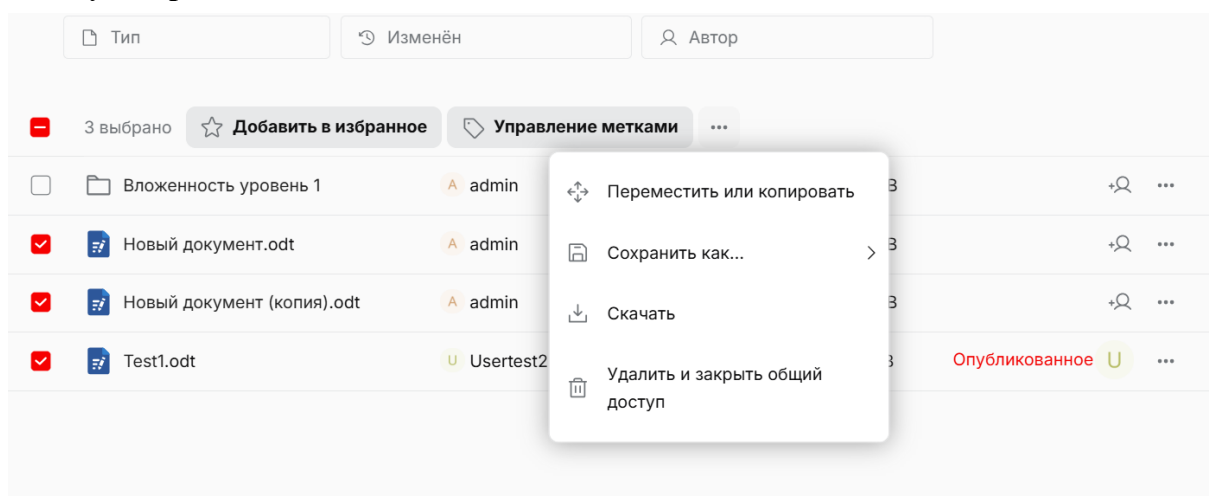 Тип Изменён Автор
3 выбрано Добавить в избранное Управление метками
Вложенность уровень 1 A admin
Переместить или копировать
Новый документ.odt A admin
Сохранить как...
Новый документ (копия).odt A admin
Скачать
Test1.odt U Usertest2 Опубликованное U
Удалить и закрыть общий
доступ